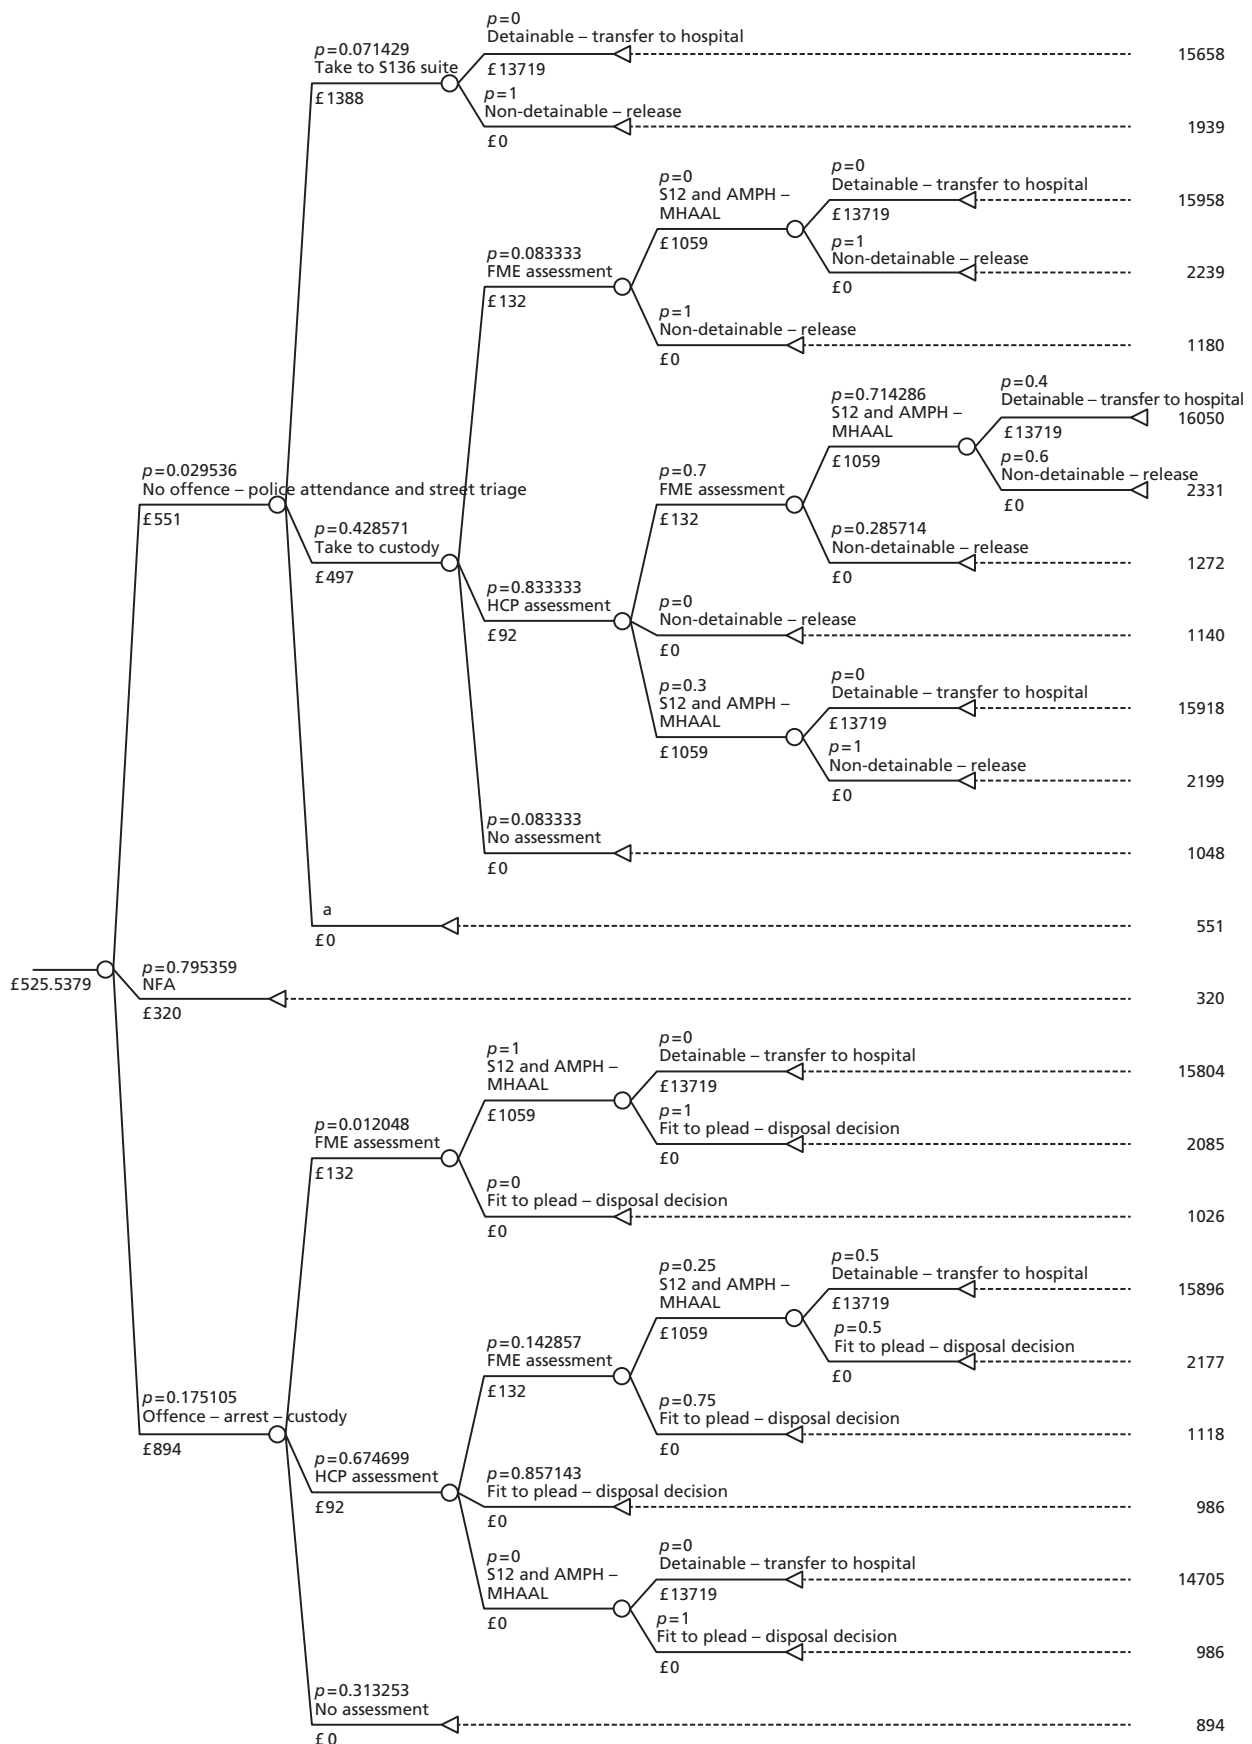 p=0
Detainable – transfer to hospital
£13719
15658
p=0.071429
Take to S136 suite
£1388
p=1
Non-detainable – release
£0
1939
p=0
S12 and AMPH –
MHAAL
£1059
p=0
Detainable – transfer to hospital
£13719
15958
p=1
Non-detainable – release
£0
2239
p=0.083333
FME assessment
£132
p=1
Non-detainable – release
£0
1180
p=0.714286
S12 and AMPH –
MHAAL
£1059
p=0.4
Detainable – transfer to hospital
£13719
16050
p=0.6
Non-detainable – release
£0
2331
p=0.029536
No offence – police attendance and street triage
£551
p=0.7
FME assessment
£132
p=0.285714
Non-detainable – release
£0
1272
p=0.428571
Take to custody
£497
p=0.833333
HCP assessment
£92
p=0
Non-detainable – release
£0
1140
p=0.3
S12 and AMPH –
MHAAL
£1059
p=0
Detainable – transfer to hospital
£13719
15918
p=1
Non-detainable – release
£0
2199
p=0.083333
No assessment
£0
1048
a
£0
551
£525.5379
p=0.795359
NFA
£320
320
p=1
S12 and AMPH –
MHAAL
£1059
p=0
Detainable – transfer to hospital
£13719
15804
p=1
Fit to plead – disposal decision
£0
2085
p=0.012048
FME assessment
£132
p=0
Fit to plead – disposal decision
£0
1026
p=0.25
S12 and AMPH –
MHAAL
£1059
p=0.5
Detainable – transfer to hospital
£13719
15896
p=0.5
Fit to plead – disposal decision
£0
2177
p=0.142857
FME assessment
£132
p=0.75
Fit to plead – disposal decision
£0
1118
p=0.175105
Offence – arrest – custody
£894
p=0.674699
HCP assessment
£92
p=0.857143
Fit to plead – disposal decision
£0
986
p=0
S12 and AMPH –
MHAAL
£0
p=0
Detainable – transfer to hospital
£13719
14705
p=1
Fit to plead – disposal decision
£0
986
p=0.313253
No assessment
£0
894